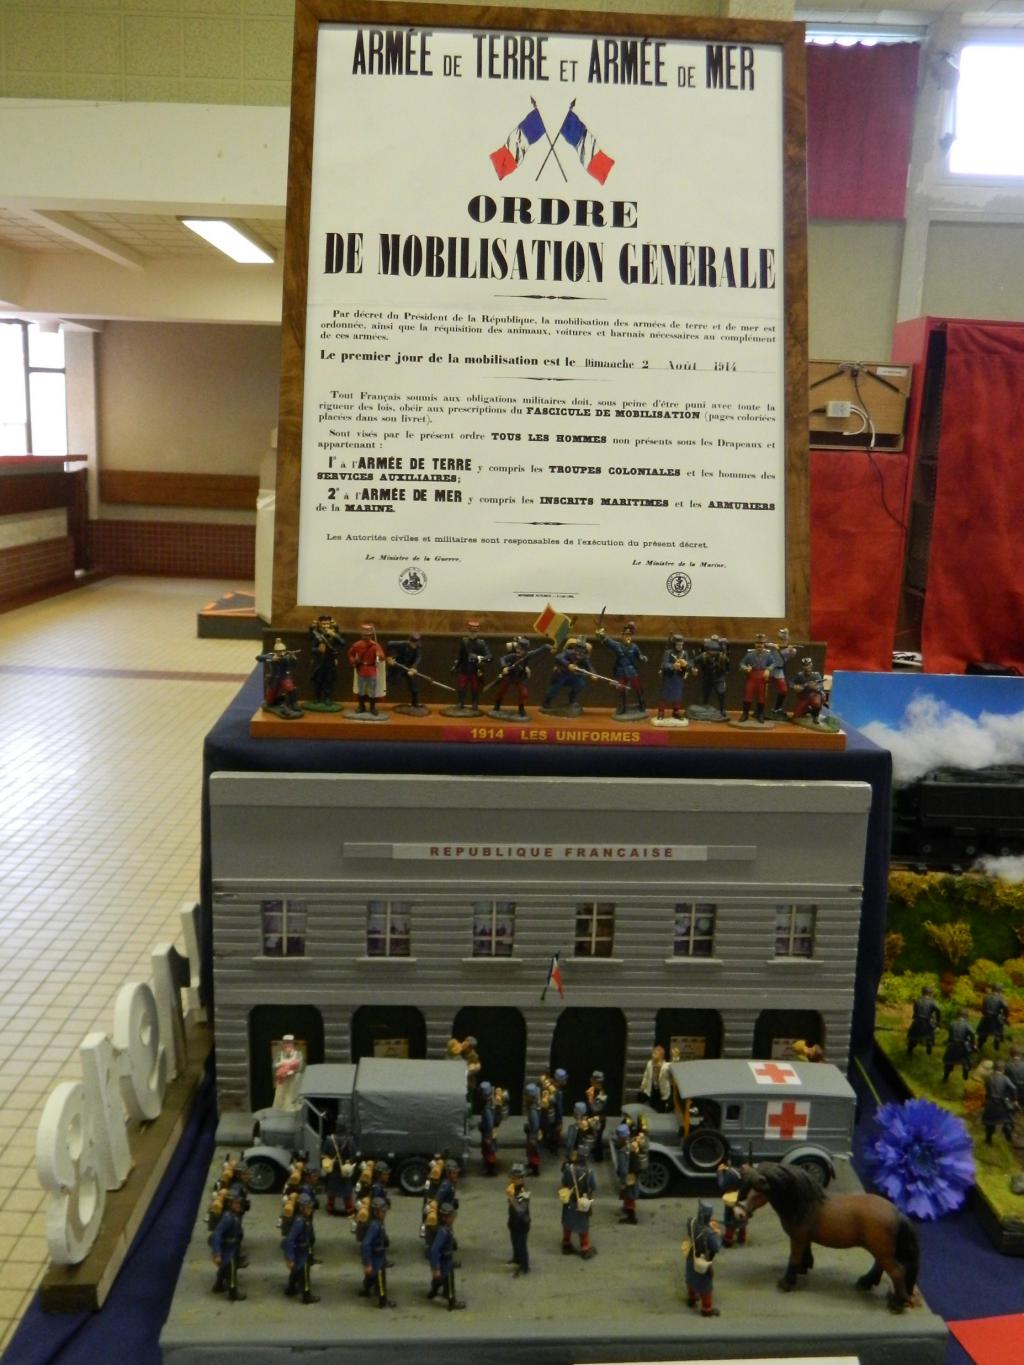 ARMÉE DE TERRE ET ARMÉE DE MER
ORDRE
DE MOBILISATION GÉNÉRALE
Par décret du Président de la République, la mobilisation des armées de terre et de mer est
ordonnée, ainsi que la réquisition des animaux, voitures et harnais nécessaires au complément
de ces armées.
Le premier jour de la mobilisation est le Dimanche 2 Août 1914
Tout Français soumis aux obligations militaires doit, sous peine d'être puni avec toute la
rigueur des lois, obéir aux prescriptions du FASCICULE DE MOBILISATION (pages coloriées
placées dans son livret).
Sont visés par le présent ordre TOUS LES HOMMES non présents sous les Drapeaux et
appartenant :
1° à l'ARMÉE DE TERRE y compris les TROUPES COLONIALES et les hommes des
SERVICES AUXILIAIRES;
2° à l'ARMÉE DE MER y compris les INSCRITS MARITIMES et les ARMURIERS
de la MARINE.
Les Autorités civiles et militaires sont responsables de l'exécution du présent décret.
Le Ministre de la Guerre. Le Ministre de la Marine.
1914 LES UNIFORMES
REPUBLIQUE FRANCAISE